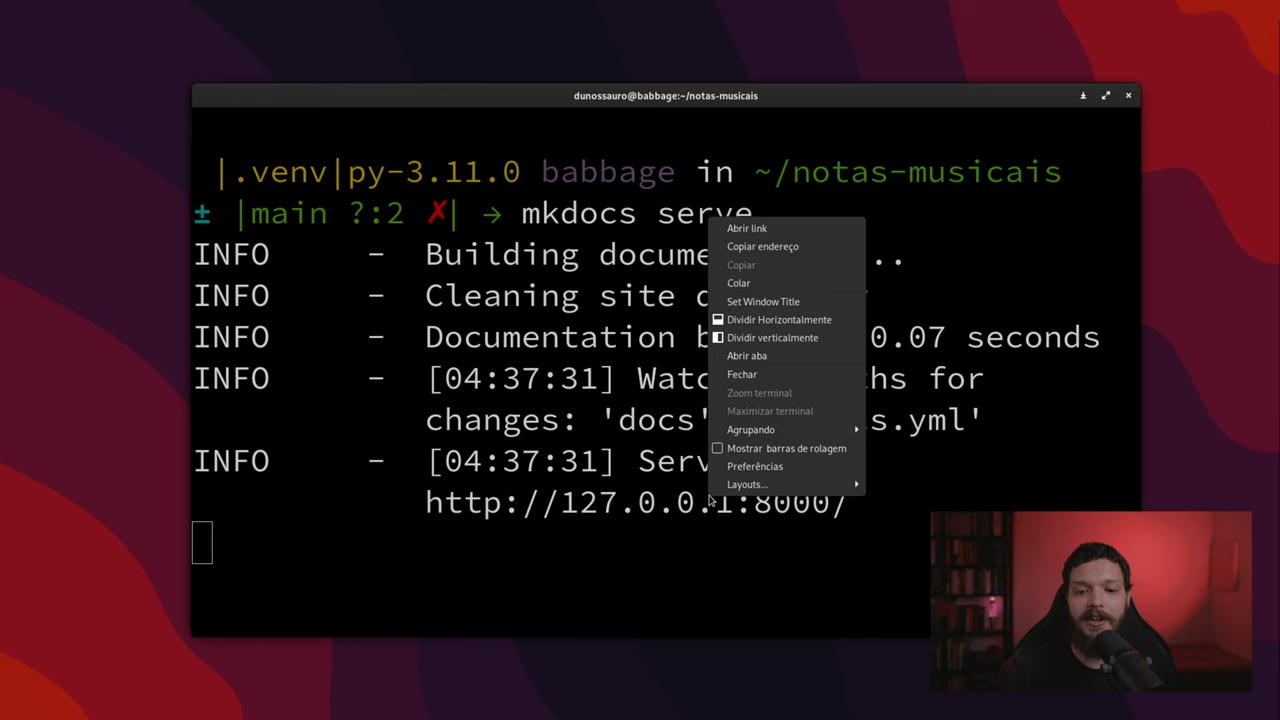 dunossauro@babbage:~/notas-musicais
|.venv|py-3.11.0 babbage in ~/notas-musicais
± |main ?:2 ✗| → mkdocs serve
INFO - Building docume ..
INFO - Cleaning site
INFO - Documentation b 0.07 seconds
INFO - [04:37:31] Watc hs for
changes: 'docs' s.yml'
INFO - [04:37:31] Serv
http://127.0.0.1:8000/
Abrir link
Copiar endereço
Copiar
Colar
Set Window Title
Dividir Horizontalmente
Dividir verticalmente
Abrir aba
Fechar
Zoom terminal
Maximizar terminal
Agrupando
Mostrar barras de rolagem
Preferências
Layouts...